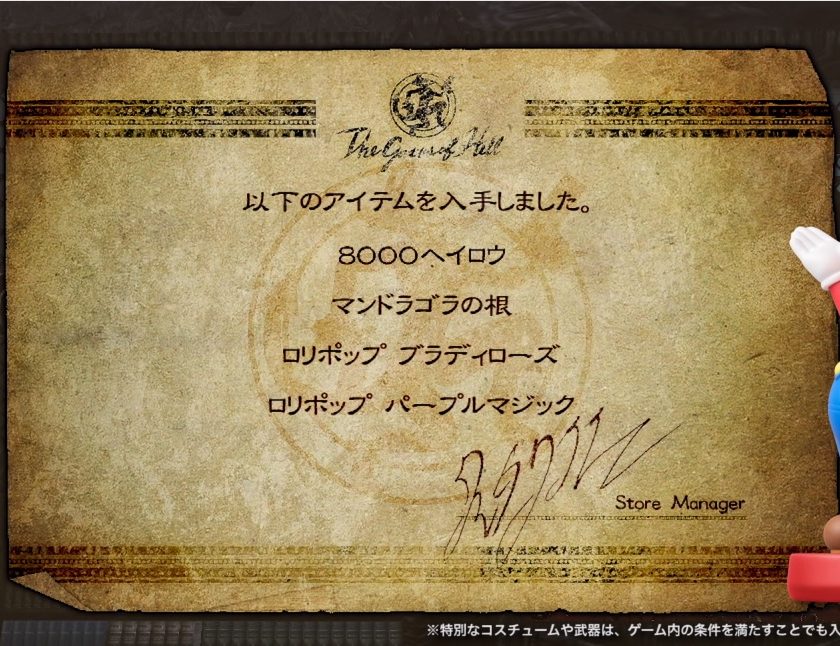 The Gates of Hell
以下のアイテムを入手しました。
8000ヘイロウ
マンドラゴラの根
ロリポップ ブラディローズ
ロリポップ パープルマジック
Store Manager
※特別なコスチュームや武器は、ゲーム内の条件を満たすことでも入